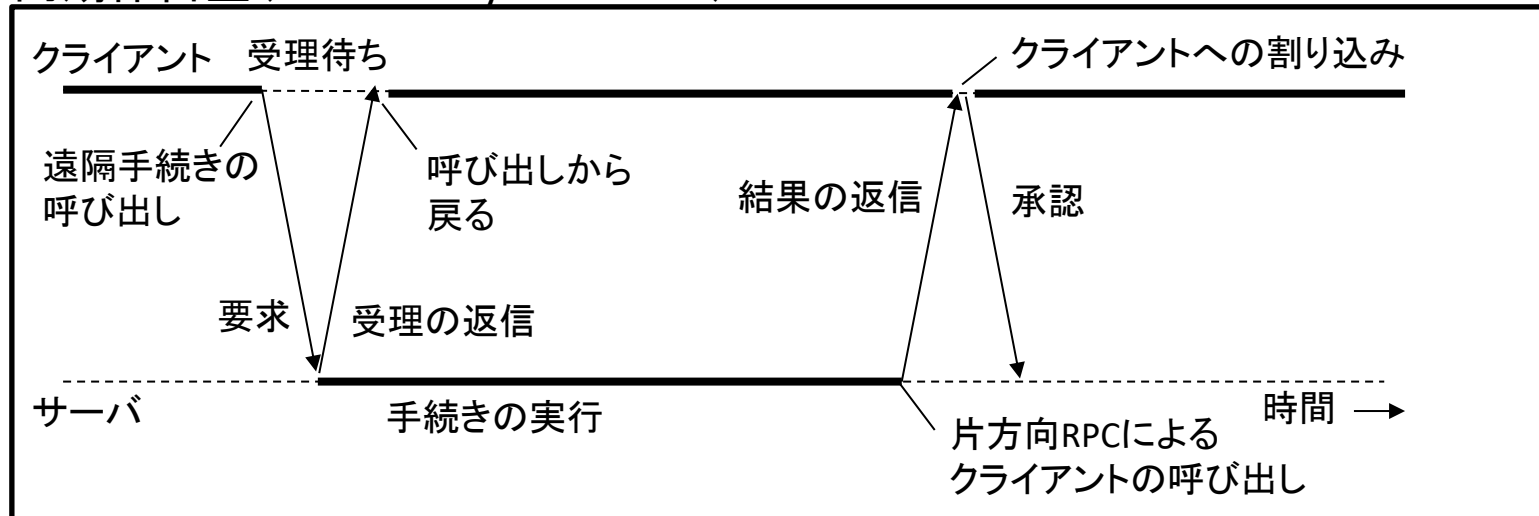 クライアント 受理待ち
クライアントへの割り込み
遠隔手続きの
呼び出し
呼び出しから
戻る
結果の返信
承認
要求
受理の返信
サーバ
手続きの実行
時間
片方向RPCによる
クライアントの呼び出し